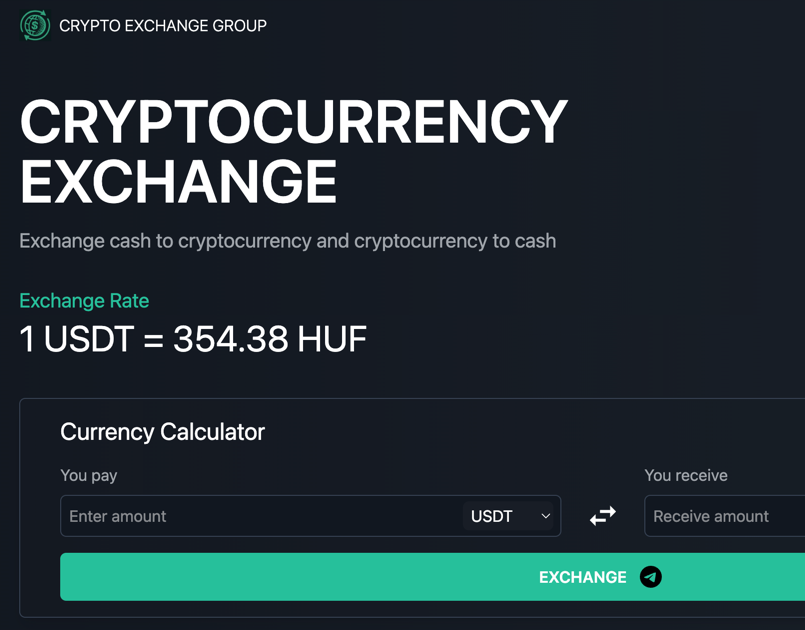 CRYPTO EXCHANGE GROUP
CRYPTOCURRENCY
EXCHANGE
Exchange cash to cryptocurrency and cryptocurrency to cash
Exchange Rate
1 USDT = 354.38 HUF
Currency Calculator
You pay
You receive
Enter amount
USDT
Receive amount
EXCHANGE